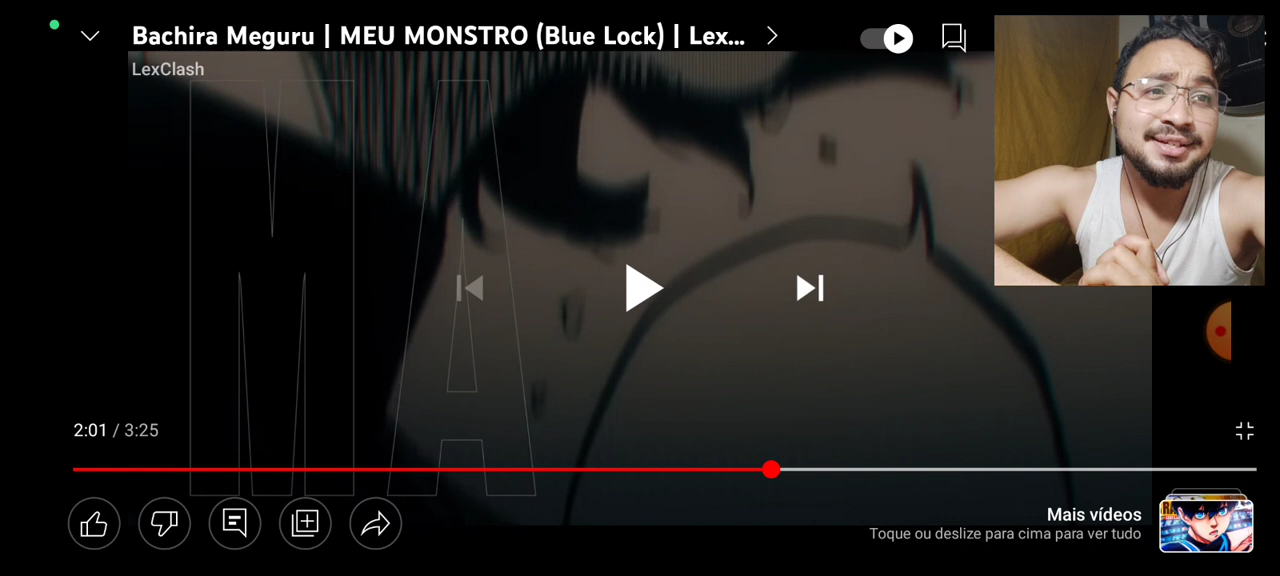 Bachira Meguru | MEU MONSTRO (Blue Lock) | Lex...
LexClash
MA
2:01 / 3:25
Mais vídeos
Toque ou deslize para cima para ver tudo